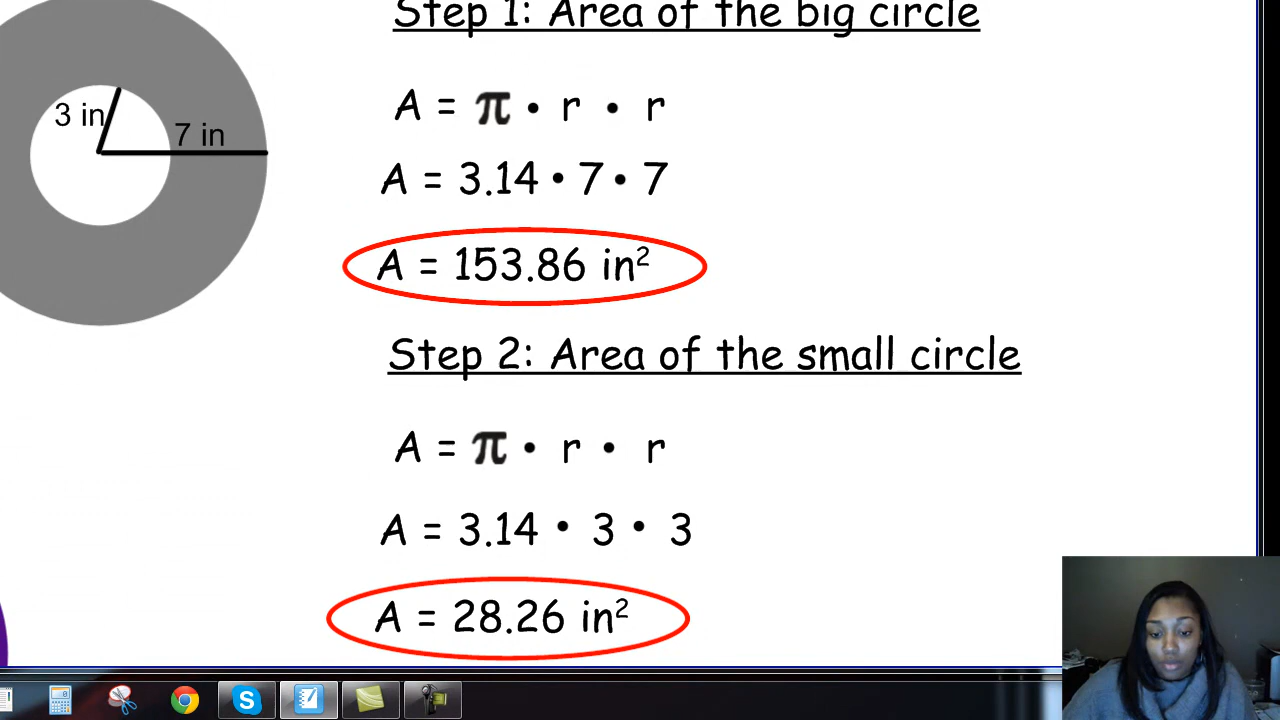 Step 1: Area of the big circle
3 in
7 in
A = π • r • r
A = 3.14 • 7 • 7
A = 153.86 in²
Step 2: Area of the small circle
A = π • r • r
A = 3.14 • 3 • 3
A = 28.26 in²